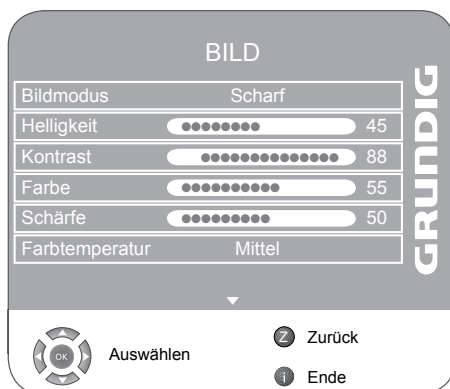 BILD
Bildmodus Scharf
Helligkeit 45
Kontrast 88
Farbe 55
Schärfe 50
Farbtemperatur Mittel
GRUNDIG
OK
Auswählen
Z Zurück
i Ende